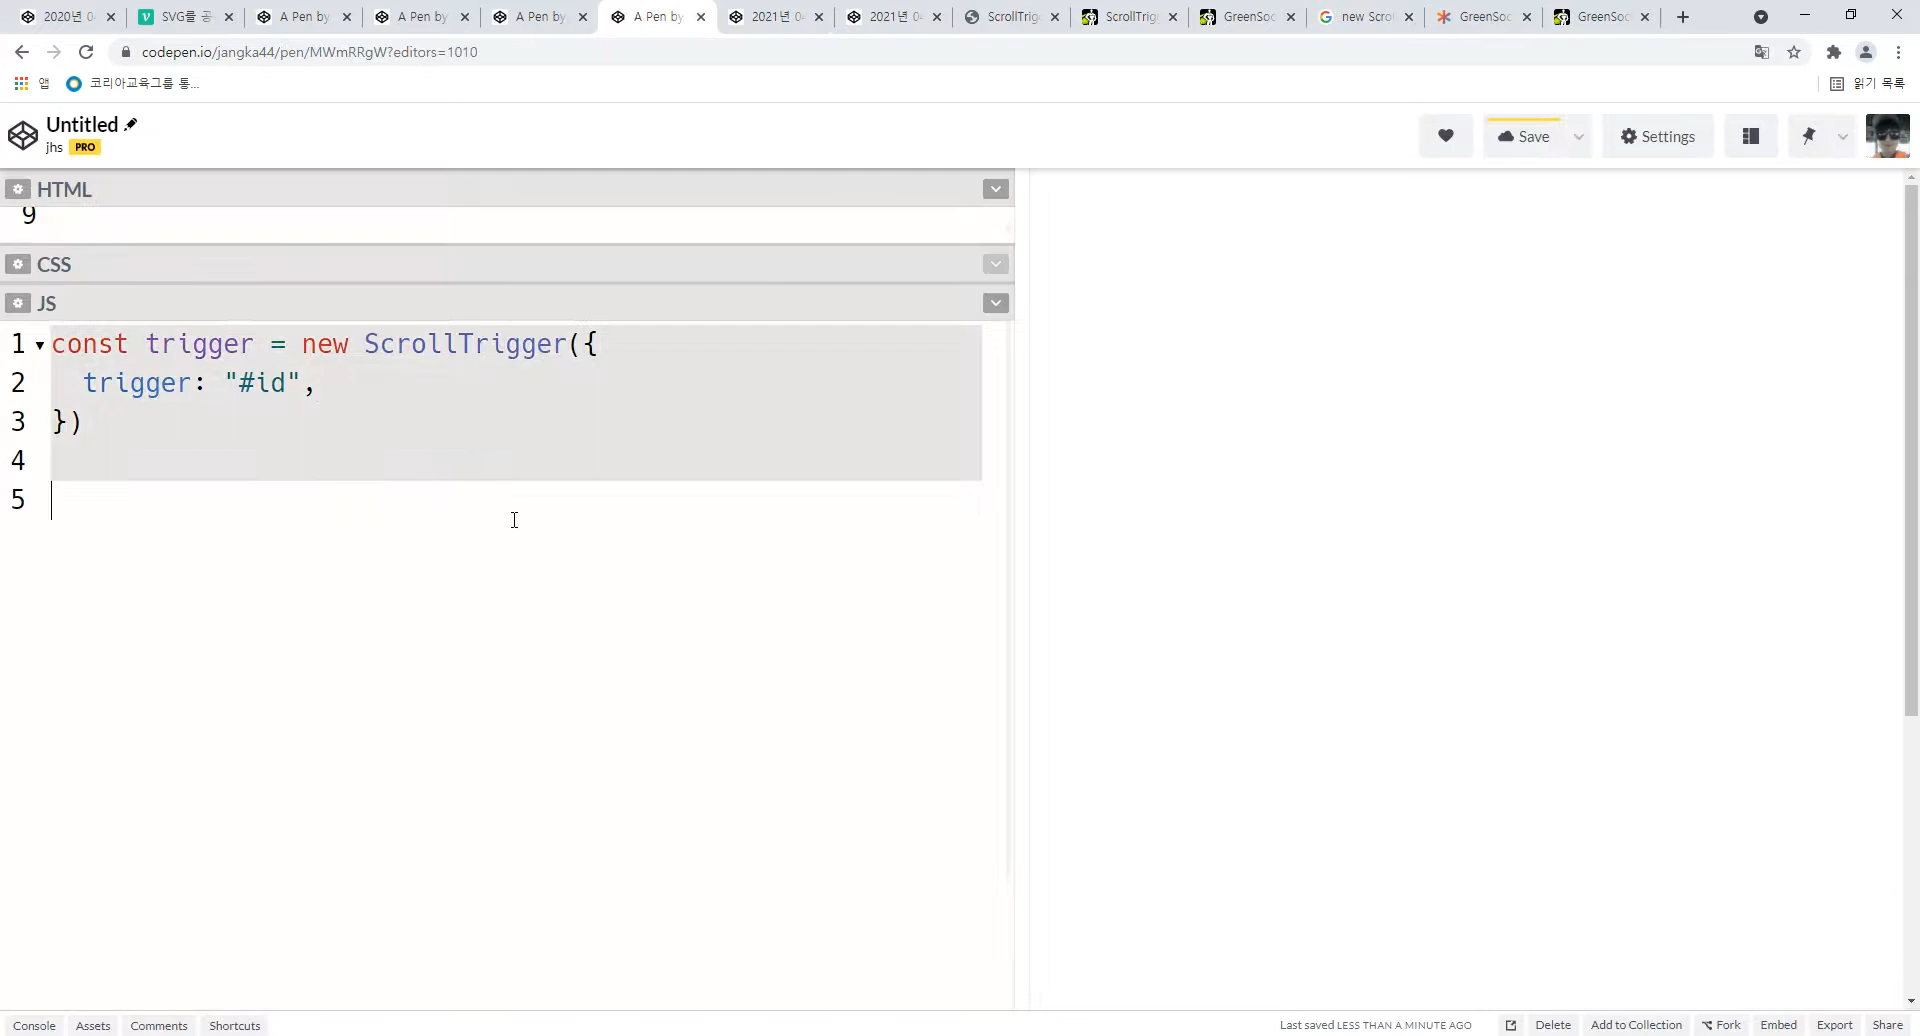 2020년 0
SVG를 공
A Pen by
A Pen by
A Pen by
A Pen by
2021년 0
2021년 0
ScrollTrig
ScrollTrig
GreenSoc
new Scrol
GreenSoc
GreenSoc
codepen.io/jangka44/pen/MWmRRgW?editors=1010
앱
코리아교육그룹 통...
읽기 목록
Untitled
jhs PRO
Save
Settings
HTML
9
CSS
JS
1 const trigger = new ScrollTrigger({
2 trigger: "#id",
3 })
4
5
Console Assets Comments Shortcuts
Last saved LESS THAN A MINUTE AGO
Delete Add to Collection Fork Embed Export Share